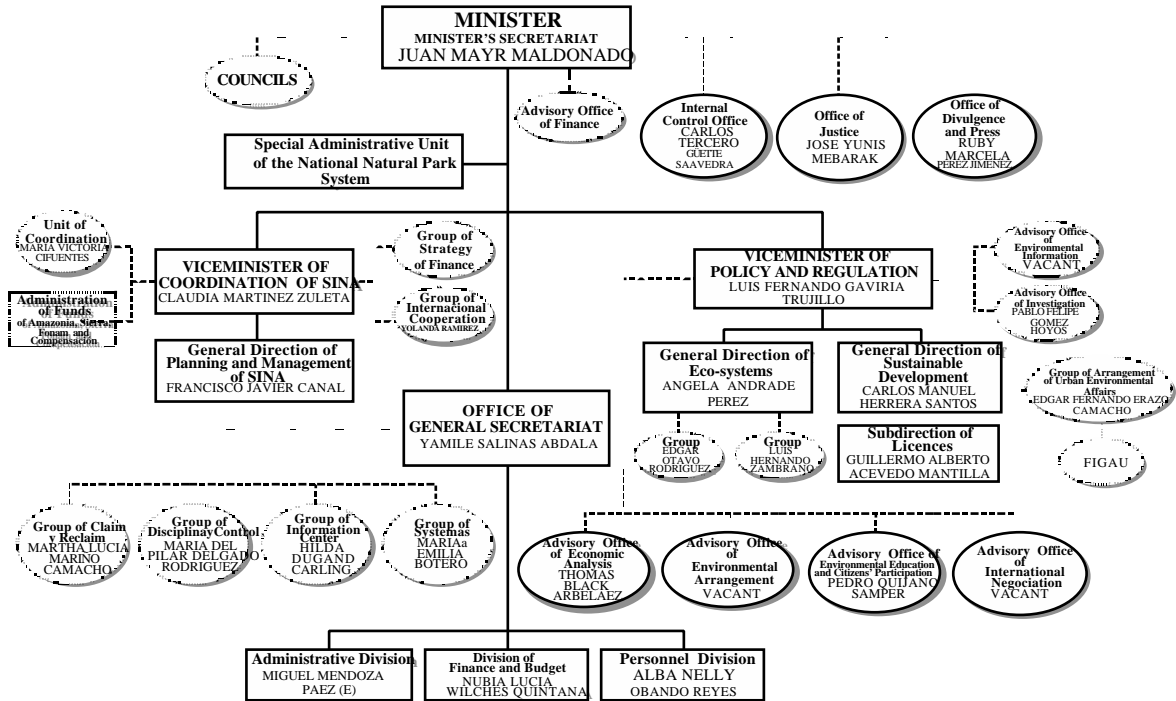 MINISTER
MINISTER'S SECRETARIAT
JUAN MAYR MALDONADO
COUNCILS
Advisory Office
of Finance
Internal
Control Office
CARLOS
TERCERO
GÜETTE
SAAVEDRA
Office of
Justice
JOSE YUNIS
MEBARAK
Office of
Divulgence
and Press
RUBY
MARCELA
PEREZ JIMENEZ
Special Administrative Unit
of the National Natural Park
System
Unit of
Coordination
MARIA VICTORIA
CIFUENTES
Administration
of Funds
of Amazonia, Sierra,
Fonam, and
Compensación
VICEMINISTER OF
COORDINATION OF SINA
CLAUDIA MARTINEZ ZULETA
Group of
Strategy
of Finance
Group of
Internacional
Cooperation
YOLANDA RAMIREZ
VICEMINISTER OF
POLICY AND REGULATION
LUIS FERNANDO GAVIRIA
TRUJILLO
Advisory Office
of
Environmental
Information
VACANT
Advisory Office
of Investigation
PABLO FELIPE
GOMEZ
HOYOS
General Direction of
Planning and Management
of SINA
FRANCISCO JAVIER CANAL
General Direction of
Eco-systems
ANGELA ANDRADE
PEREZ
General Direction of
Sustainable
Development
CARLOS MANUEL
HERRERA SANTOS
Group of Arrangement
of Urban Environmental
Affairs
EDGAR FERNANDO ERAZO
CAMACHO
OFFICE OF
GENERAL SECRETARIAT
YAMILE SALINAS ABDALA
Group
EDGAR
OTAVO
RODRIGUEZ
Group
LUIS
HERNANDO
ZAMBRANO
Subdirection of
Licences
GUILLERMO ALBERTO
ACEVEDO MANTILLA
FIGAU
Group of Claim
y Reclaim
MARTHA LUCIA
MARINO
CAMACHO
Group of
DisciplinayControl
MARIA DEL
PILAR DELGADO
RODRIGUEZ
Group of
Information
Center
HILDA
DUGAND
CARLING
Group of
Systemas
MARIAa
EMILIA
BOTERO
Advisory Office
of Economic
Analysis
THOMAS
BLACK
ARBELAEZ
Advisory Office
of
Environmental
Arrangement
VACANT
Advisory Office of
Environmental Education
and Citizens' Participation
PEDRO QUIJANO
SAMPER
Advisory Office
of
International
Negociation
VACANT
Administrative Division
MIGUEL MENDOZA
PAEZ (E)
Division of
Finance and Budget
NUBIA LUCIA
WILCHES QUINTANA
Personnel Division
ALBA NELLY
OBANDO REYES